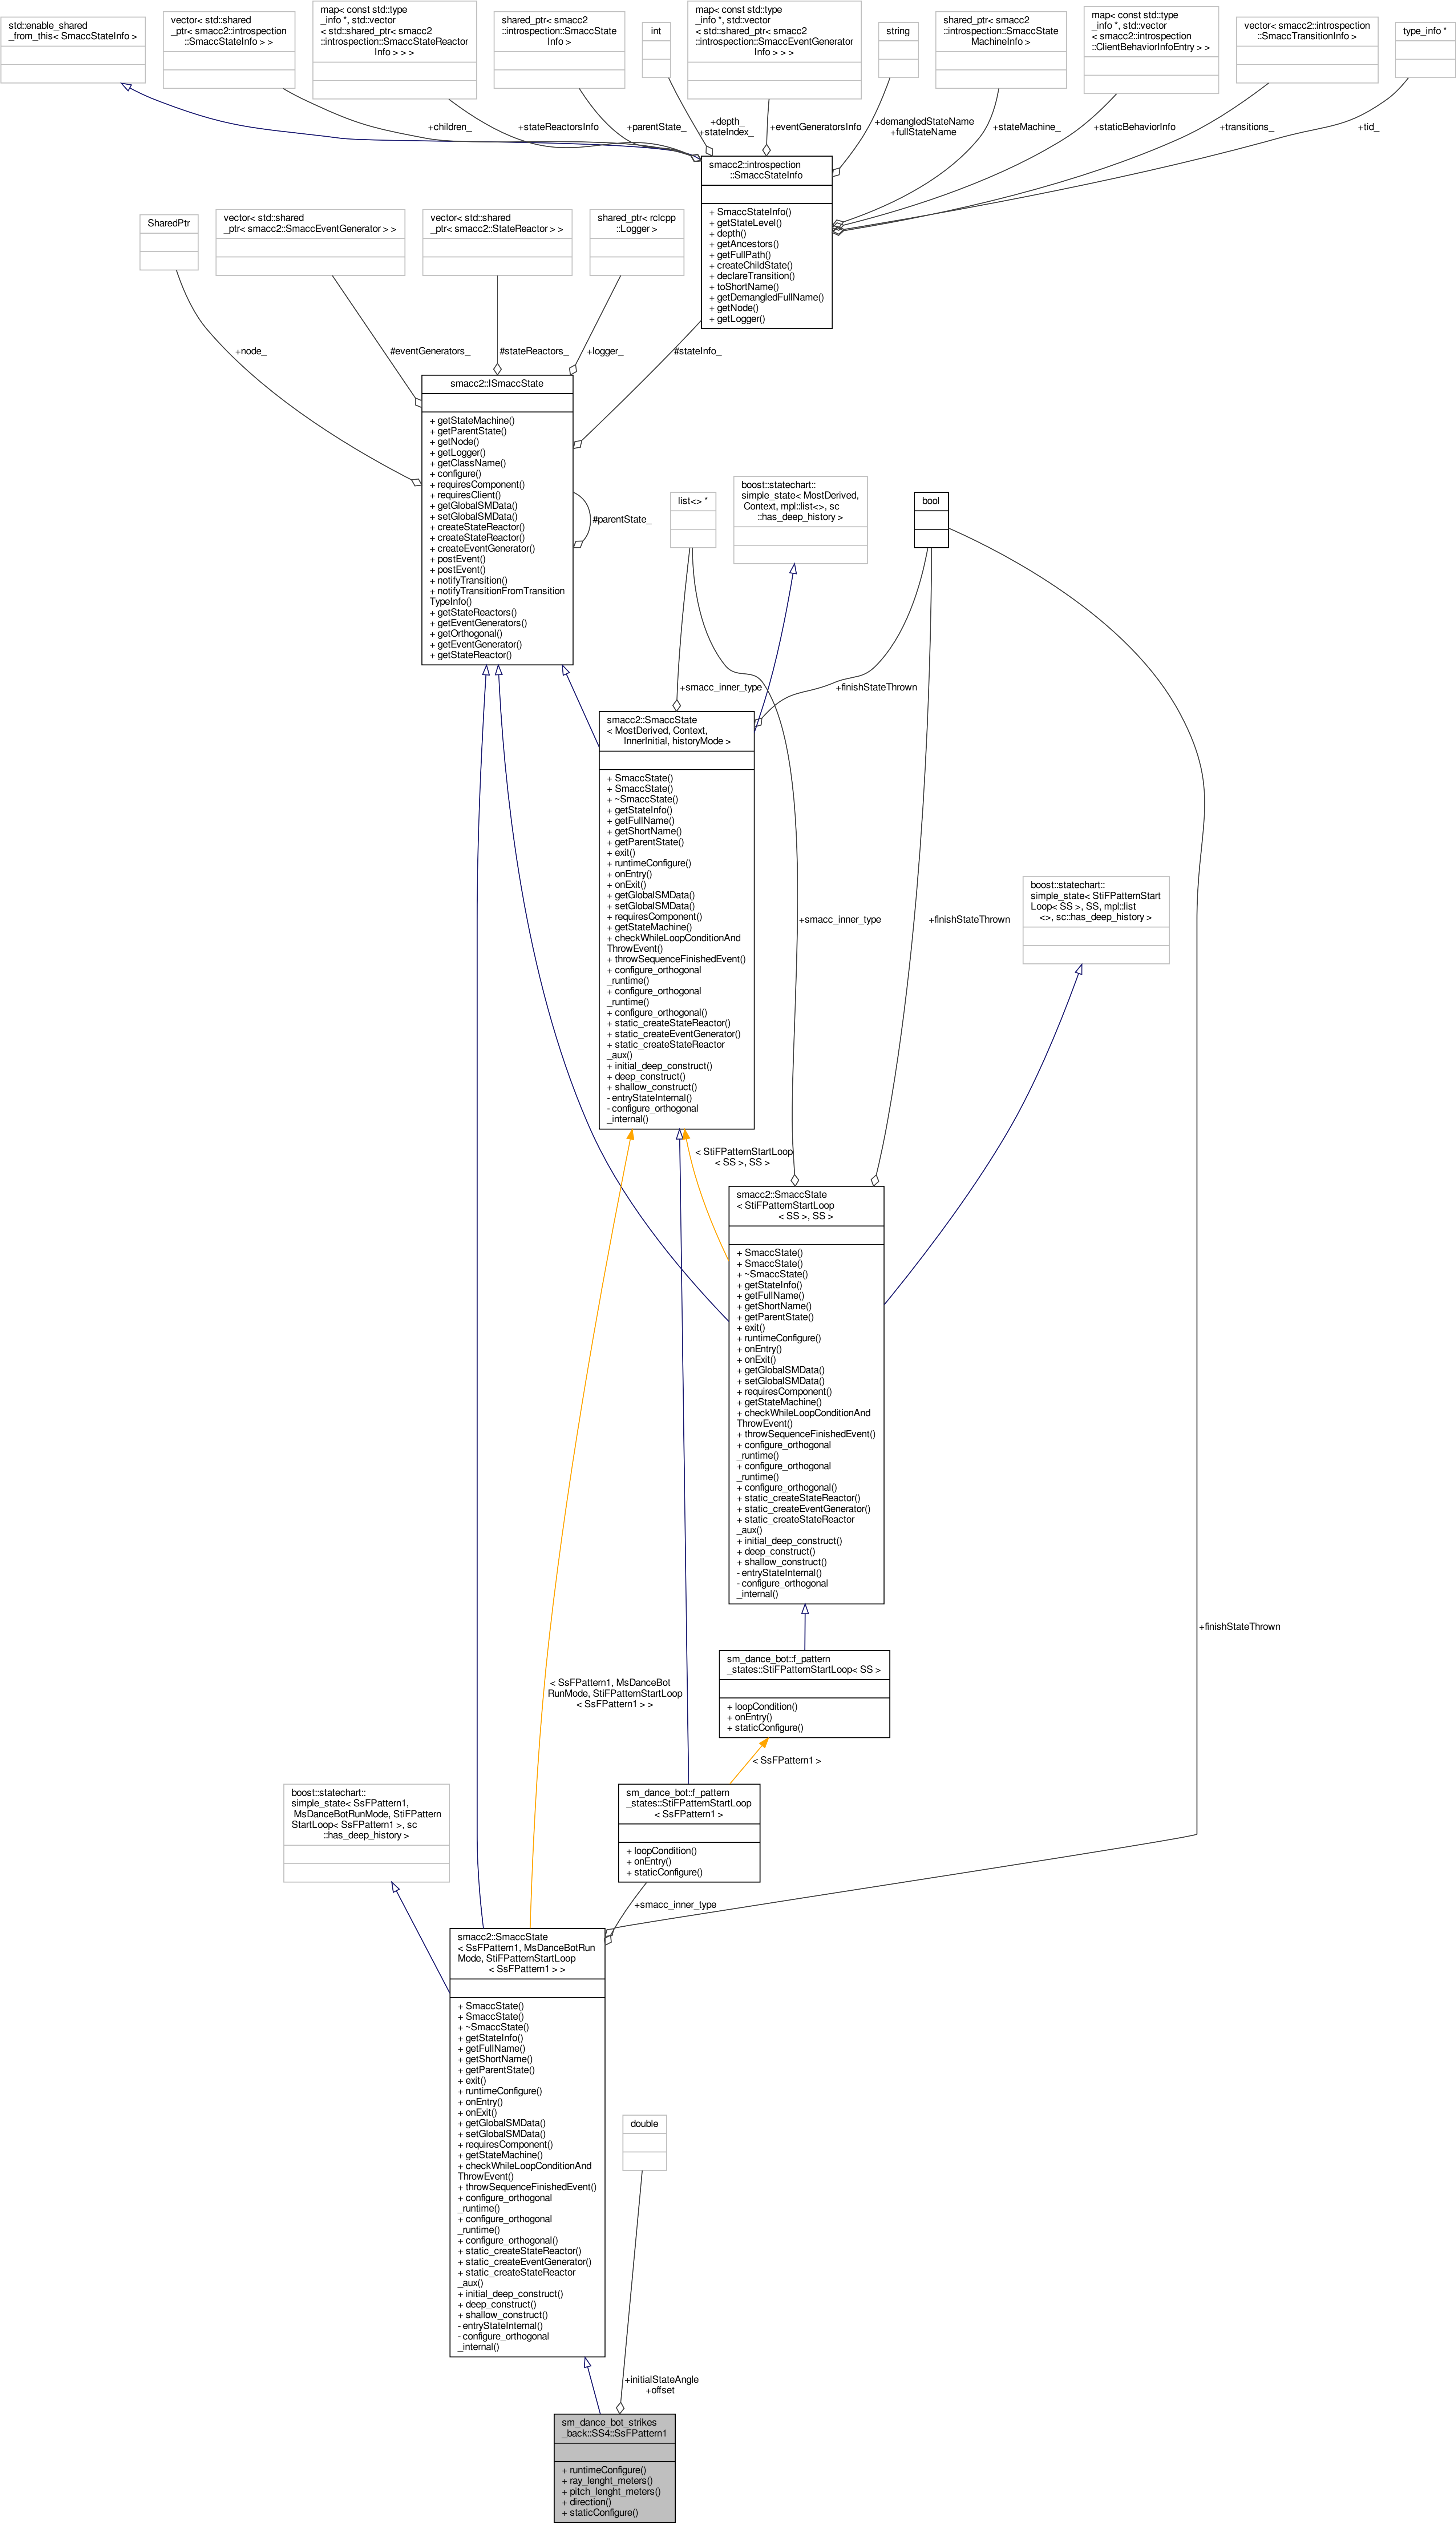 std::enable_shared
_from_this< SmaccStateInfo >
vector< std::shared
_ptr< smacc2::introspection
::SmaccStateInfo > >
map< const std::type
_info *, std::vector
< std::shared_ptr< smacc2
::introspection::SmaccStateReactor
Info > > >
shared_ptr< smacc2
::introspection::SmaccState
Info >
int
map< const std::type
_info *, std::vector
< std::shared_ptr< smacc2
::introspection::SmaccEventGenerator
Info > > >
string
shared_ptr< smacc2
::introspection::SmaccState
MachineInfo >
map< const std::type
_info *, std::vector
< smacc2::introspection
::ClientBehaviorInfoEntry > >
vector< smacc2::introspection
::SmaccTransitionInfo >
type_info *
+children_
+stateReactorsInfo
+parentState_
+depth_
+stateIndex_
+eventGeneratorsInfo
+demangledStateName
+fullStateName
+stateMachine_
+staticBehaviorInfo
+transitions_
+tid_
smacc2::introspection
::SmaccStateInfo
+ SmaccStateInfo()
+ getStateLevel()
+ depth()
+ getAncestors()
+ getFullPath()
+ createChildState()
+ declareTransition()
+ toShortName()
+ getDemangledFullName()
+ getNode()
+ getLogger()
SharedPtr
vector< std::shared
_ptr< smacc2::SmaccEventGenerator > >
vector< std::shared
_ptr< smacc2::StateReactor > >
shared_ptr< rclcpp
::Logger >
+node_
#eventGenerators_
#stateReactors_
+logger_
#stateInfo_
smacc2::ISmaccState
+ getStateMachine()
+ getParentState()
+ getNode()
+ getLogger()
+ getClassName()
+ configure()
+ requiresComponent()
+ requiresClient()
+ getGlobalSMData()
+ setGlobalSMData()
+ createStateReactor()
+ createStateReactor()
+ createEventGenerator()
+ postEvent()
+ postEvent()
+ notifyTransition()
+ notifyTransitionFromTransition
TypeInfo()
+ getStateReactors()
+ getEventGenerators()
+ getOrthogonal()
+ getEventGenerator()
+ getStateReactor()
#parentState_
list<> *
boost::statechart::
simple_state< MostDerived,
Context, mpl::list<>, sc
::has_deep_history >
bool
+smacc_inner_type
+finishStateThrown
smacc2::SmaccState
< MostDerived, Context,
InnerInitial, historyMode >
+ SmaccState()
+ SmaccState()
+ ~SmaccState()
+ getStateInfo()
+ getFullName()
+ getShortName()
+ getParentState()
+ exit()
+ runtimeConfigure()
+ onEntry()
+ onExit()
+ getGlobalSMData()
+ setGlobalSMData()
+ requiresComponent()
+ getStateMachine()
+ checkWhileLoopConditionAnd
ThrowEvent()
+ throwSequenceFinishedEvent()
+ configure_orthogonal
_runtime()
+ configure_orthogonal
_runtime()
+ configure_orthogonal()
+ static_createStateReactor()
+ static_createEventGenerator()
+ static_createStateReactor
_aux()
+ initial_deep_construct()
+ deep_construct()
+ shallow_construct()
- entryStateInternal()
- configure_orthogonal
_internal()
+smacc_inner_type
+finishStateThrown
boost::statechart::
simple_state< StiFPatternStart
Loop< SS >, SS, mpl::list
<>, sc::has_deep_history >
< StiFPatternStartLoop
< SS >, SS >
smacc2::SmaccState
< StiFPatternStartLoop
< SS >, SS >
+ SmaccState()
+ SmaccState()
+ ~SmaccState()
+ getStateInfo()
+ getFullName()
+ getShortName()
+ getParentState()
+ exit()
+ runtimeConfigure()
+ onEntry()
+ onExit()
+ getGlobalSMData()
+ setGlobalSMData()
+ requiresComponent()
+ getStateMachine()
+ checkWhileLoopConditionAnd
ThrowEvent()
+ throwSequenceFinishedEvent()
+ configure_orthogonal
_runtime()
+ configure_orthogonal
_runtime()
+ configure_orthogonal()
+ static_createStateReactor()
+ static_createEventGenerator()
+ static_createStateReactor
_aux()
+ initial_deep_construct()
+ deep_construct()
+ shallow_construct()
- entryStateInternal()
- configure_orthogonal
_internal()
+finishStateThrown
sm_dance_bot::f_pattern
_states::StiFPatternStartLoop< SS >
+ loopCondition()
+ onEntry()
+ staticConfigure()
< SsFPattern1, MsDanceBot
RunMode, StiFPatternStartLoop
< SsFPattern1 > >
< SsFPattern1 >
boost::statechart::
simple_state< SsFPattern1,
MsDanceBotRunMode, StiFPattern
StartLoop< SsFPattern1 >, sc
::has_deep_history >
sm_dance_bot::f_pattern
_states::StiFPatternStartLoop
< SsFPattern1 >
+ loopCondition()
+ onEntry()
+ staticConfigure()
+smacc_inner_type
smacc2::SmaccState
< SsFPattern1, MsDanceBotRun
Mode, StiFPatternStartLoop
< SsFPattern1 > >
+ SmaccState()
+ SmaccState()
+ ~SmaccState()
+ getStateInfo()
+ getFullName()
+ getShortName()
+ getParentState()
+ exit()
+ runtimeConfigure()
+ onEntry()
+ onExit()
+ getGlobalSMData()
+ setGlobalSMData()
+ requiresComponent()
+ getStateMachine()
+ checkWhileLoopConditionAnd
ThrowEvent()
+ throwSequenceFinishedEvent()
+ configure_orthogonal
_runtime()
+ configure_orthogonal
_runtime()
+ configure_orthogonal()
+ static_createStateReactor()
+ static_createEventGenerator()
+ static_createStateReactor
_aux()
+ initial_deep_construct()
+ deep_construct()
+ shallow_construct()
- entryStateInternal()
- configure_orthogonal
_internal()
double
+initialStateAngle
+offset
sm_dance_bot_strikes
_back::SS4::SsFPattern1
+ runtimeConfigure()
+ ray_lenght_meters()
+ pitch_lenght_meters()
+ direction()
+ staticConfigure()